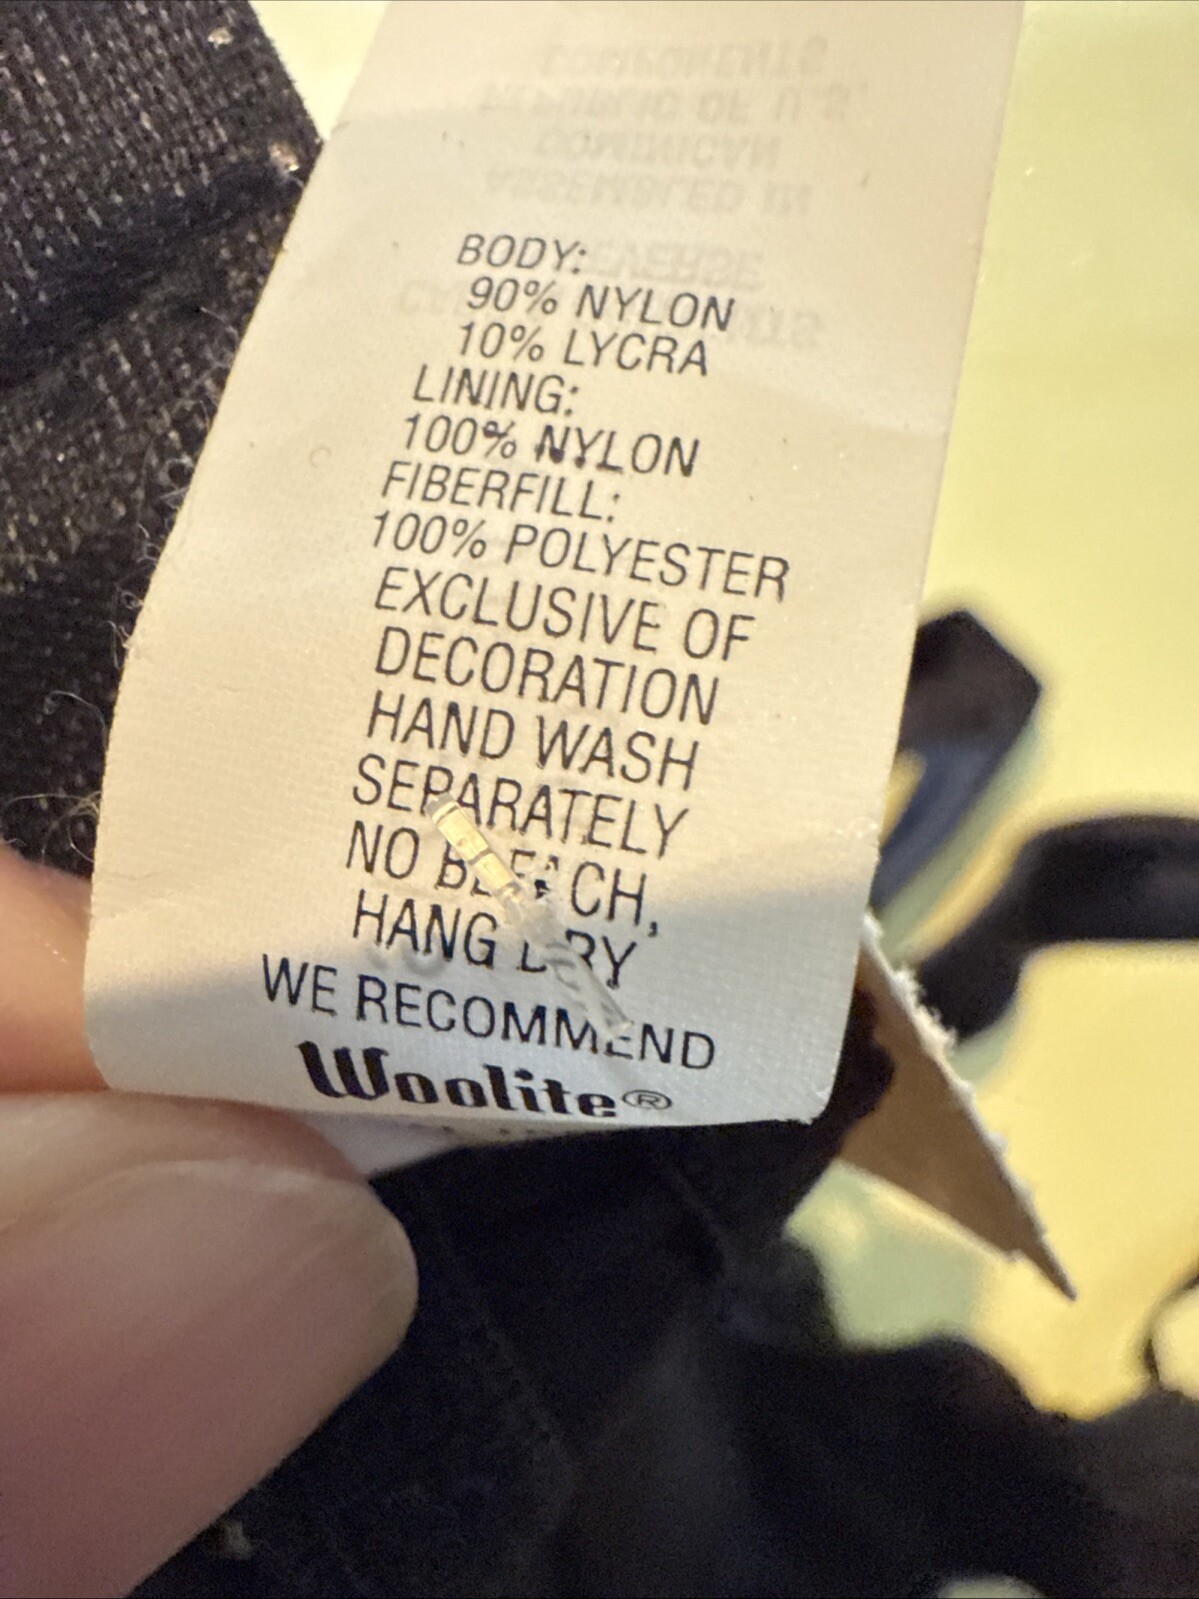 BODY:
90% NYLON
10% LYCRA
LINING:
100% NYLON
FIBERFILL:
100% POLYESTER
EXCLUSIVE OF
DECORATION
HAND WASH
SEPARATELY
NO BLEACH,
HANG DRY
WE RECOMMEND
Woolite®